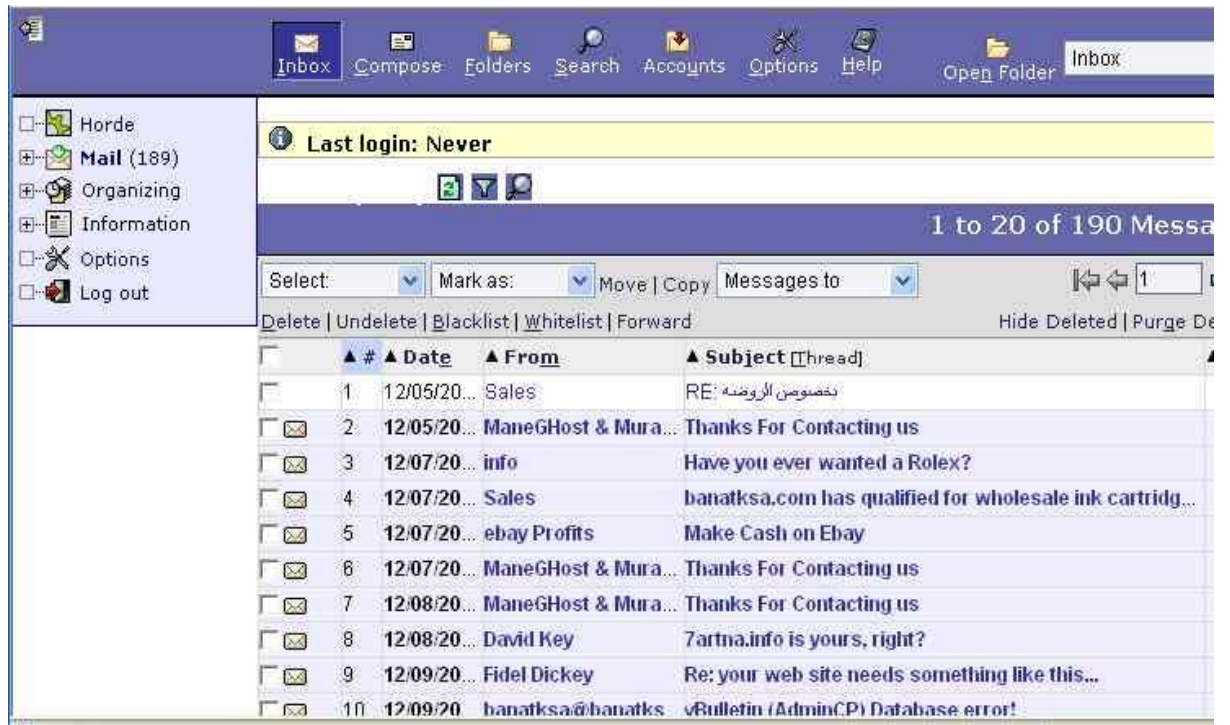 Inbox Compose Folders Search Accounts Options Help Open Folder Inbox
Horde
Mail (189)
Organizing
Information
Options
Log out
Last login: Never
1 to 20 of 190 Messa
Select: Mark as: Move | Copy Messages to 1
Delete | Undelete | Blacklist | Whitelist | Forward Hide Deleted | Purge De
# Date From Subject [Thread]
1 12/05/20... Sales RE: بخصوص الروضه
2 12/05/20... ManeGHost & Mura... Thanks For Contacting us
3 12/07/20... info Have you ever wanted a Rolex?
4 12/07/20... Sales banatksa.com has qualified for wholesale ink cartridg...
5 12/07/20... ebay Profits Make Cash on Ebay
6 12/07/20... ManeGHost & Mura... Thanks For Contacting us
7 12/08/20... ManeGHost & Mura... Thanks For Contacting us
8 12/08/20... David Key 7artna.info is yours, right?
9 12/09/20... Fidel Dickey Re: your web site needs something like this...
10 12/09/20 banatksa@banatks vBulletin (AdminCP) Database error!